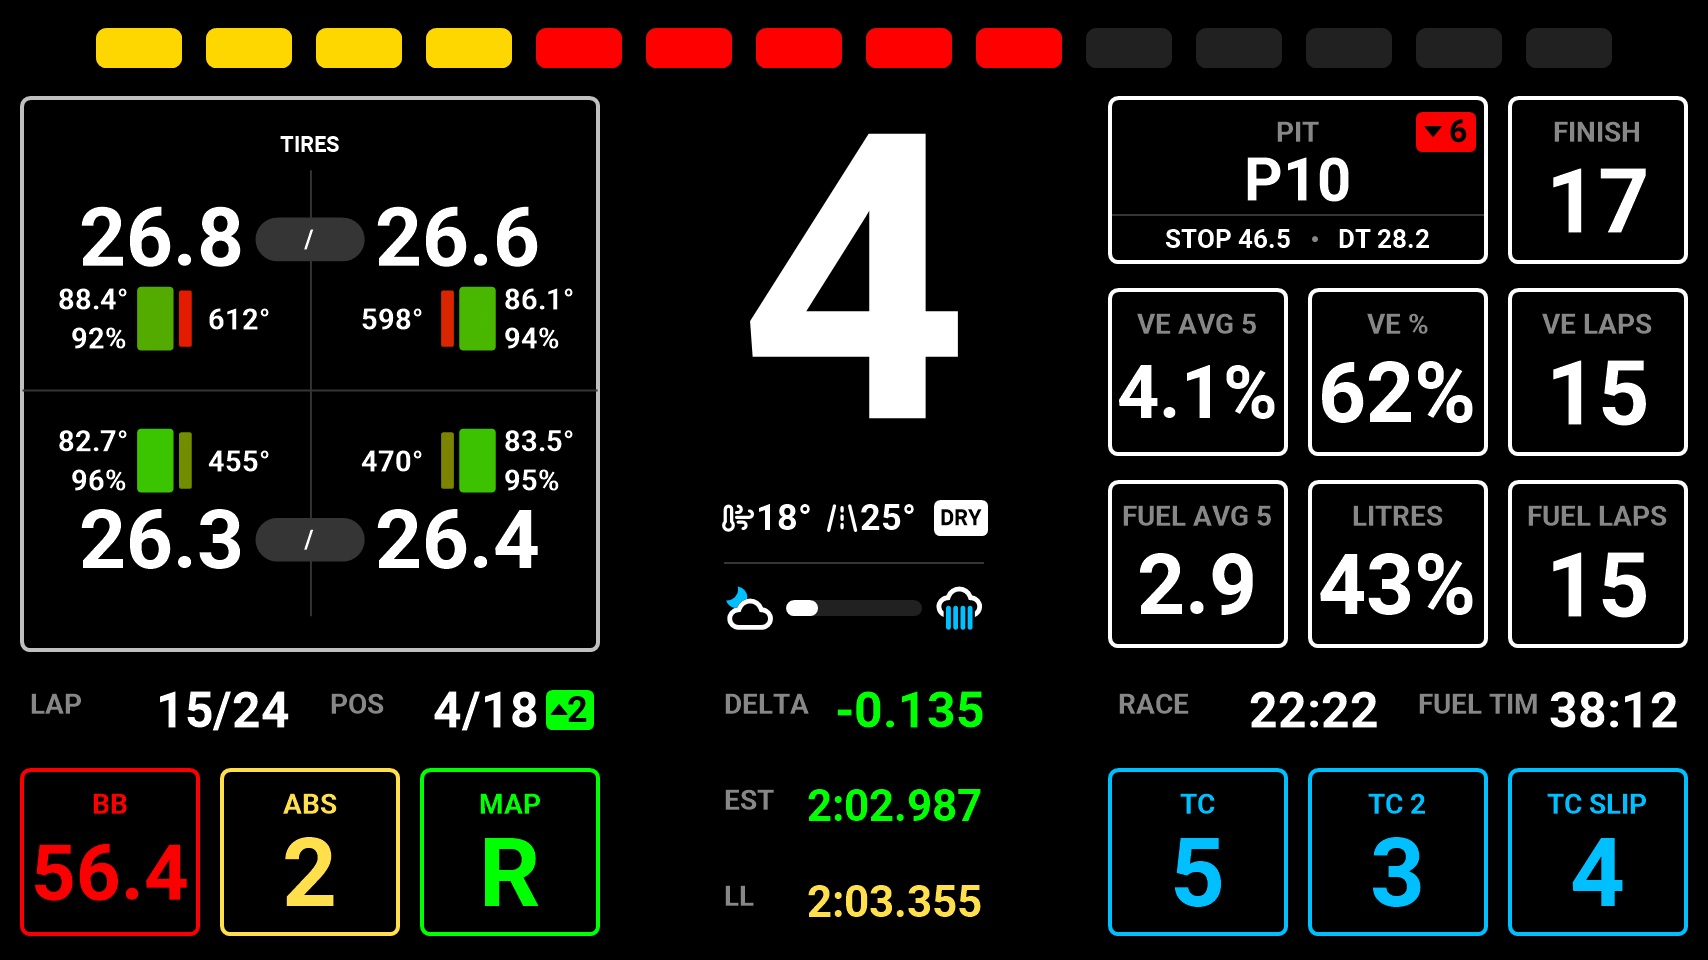 TIRES
26.8 / 26.6
88.4° 612° 598° 86.1°
92% 94%
82.7° 455° 470° 83.5°
96% 95%
26.3 / 26.4
4
18° 25° DRY
PIT 6
P10
STOP 46.5 • DT 28.2
FINISH
17
VE AVG 5
4.1%
VE %
62%
VE LAPS
15
FUEL AVG 5
2.9
LITRES
43%
FUEL LAPS
15
LAP 15/24 POS 4/18 2
DELTA -0.135
RACE 22:22 FUEL TIM 38:12
BB
56.4
ABS
2
MAP
R
EST 2:02.987
LL 2:03.355
TC
5
TC 2
3
TC SLIP
4